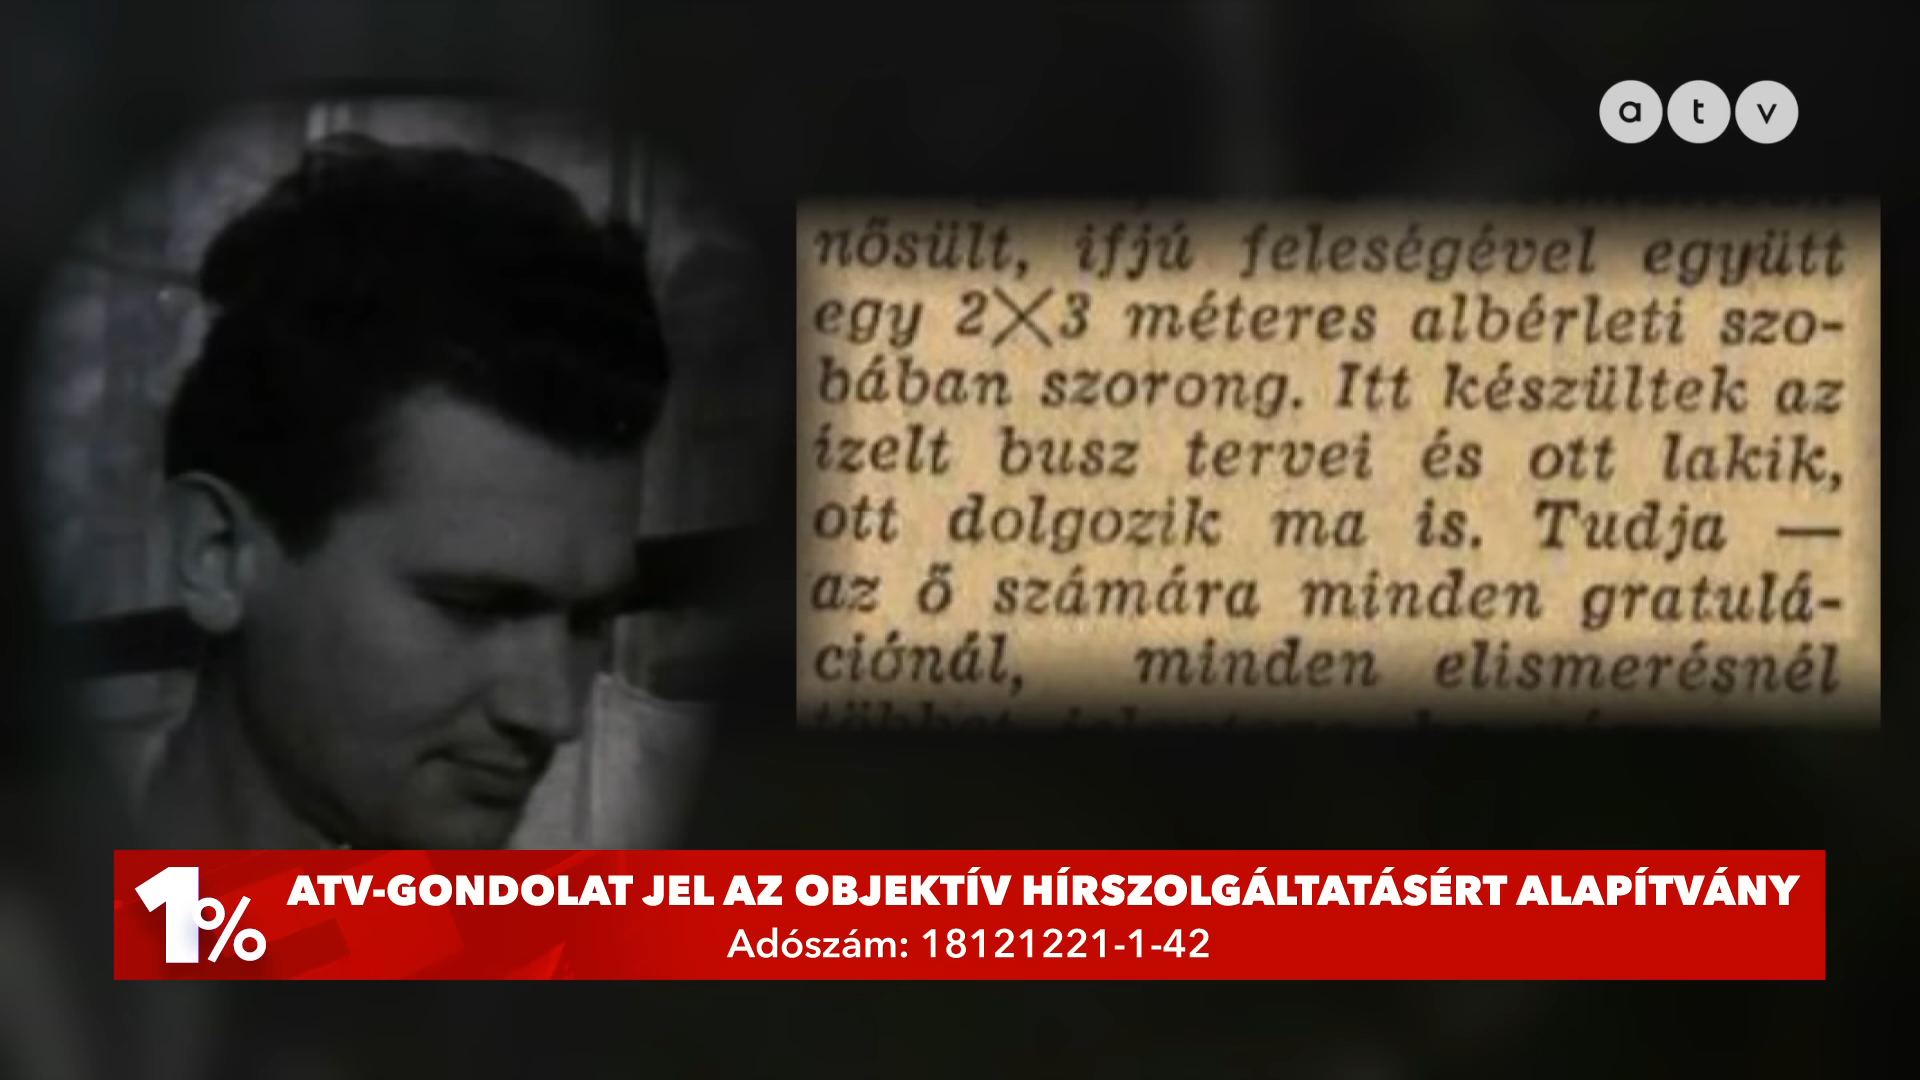 atv
nősült, ifjú feleségével együtt
egy 2×3 méteres albérleti szo-
bában szorong. Itt készültek az
ízelt busz tervei és ott lakik,
ott dolgozik ma is. Tudja —
az ő számára minden gratulá-
ciónál, minden elismerésnél
1% ATV-GONDOLAT JEL AZ OBJEKTÍV HÍRSZOLGÁLTATÁSÉRT ALAPÍTVÁNY
Adószám: 18121221-1-42